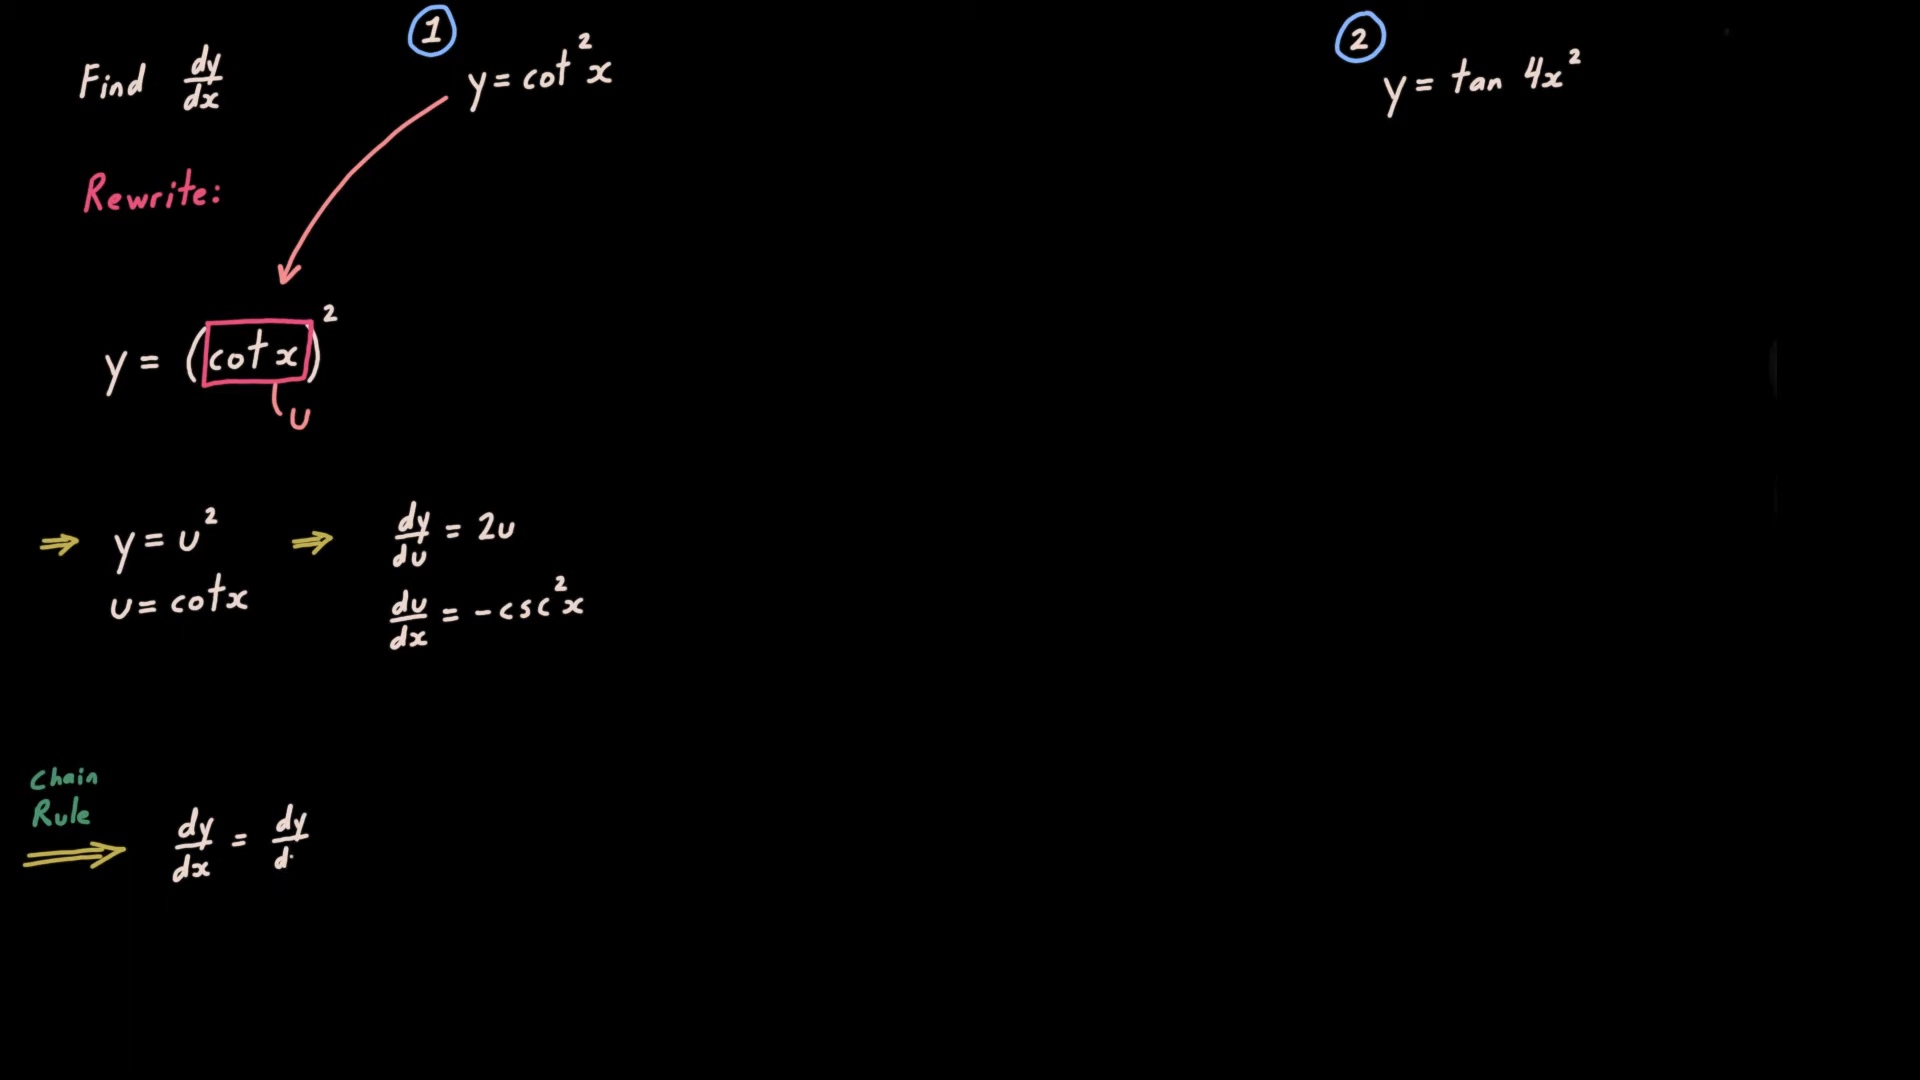 Find dy/dx
① y = cot²x
② y = tan 4x²
Rewrite:
y = (cot x)²
u
⇒ y = u² ⇒ dy/du = 2u
u = cotx
du/dx = -csc²x
Chain
Rule
⇒ dy/dx = dy/d